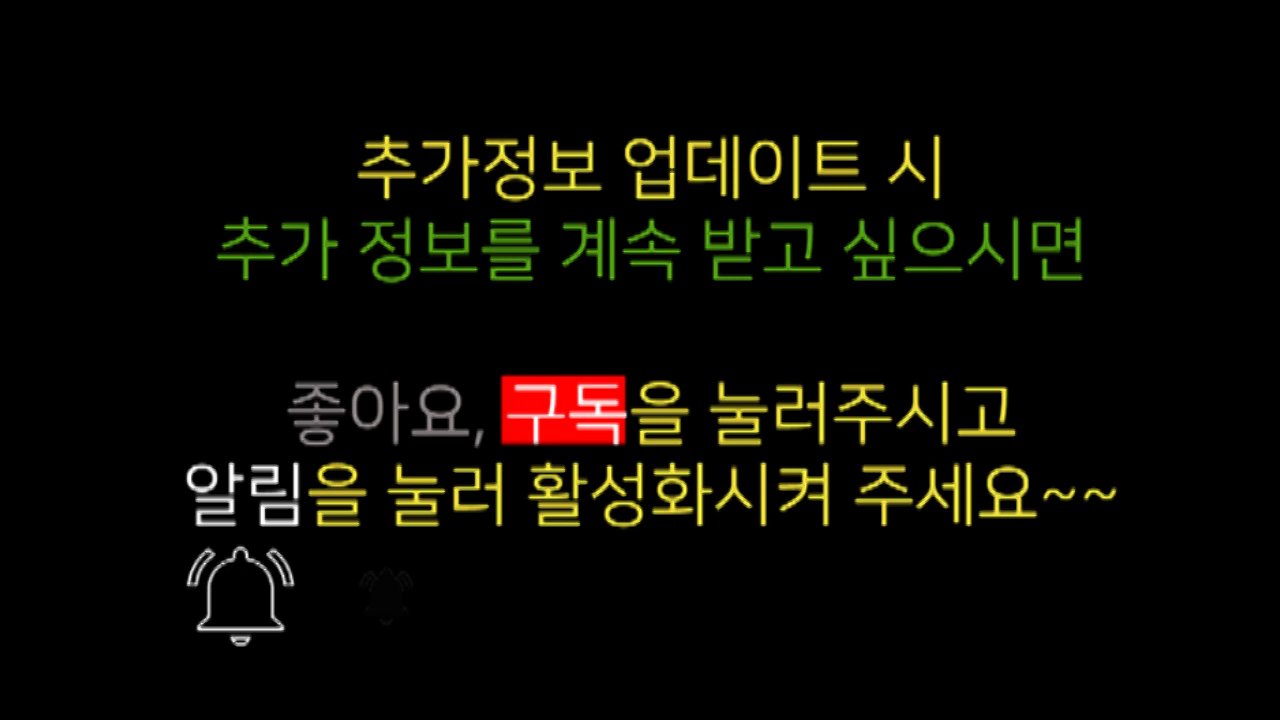 추가정보 업데이트 시
추가 정보를 계속 받고 싶으시면
좋아요, 구독을 눌러주시고
알림을 눌러 활성화시켜 주세요~~